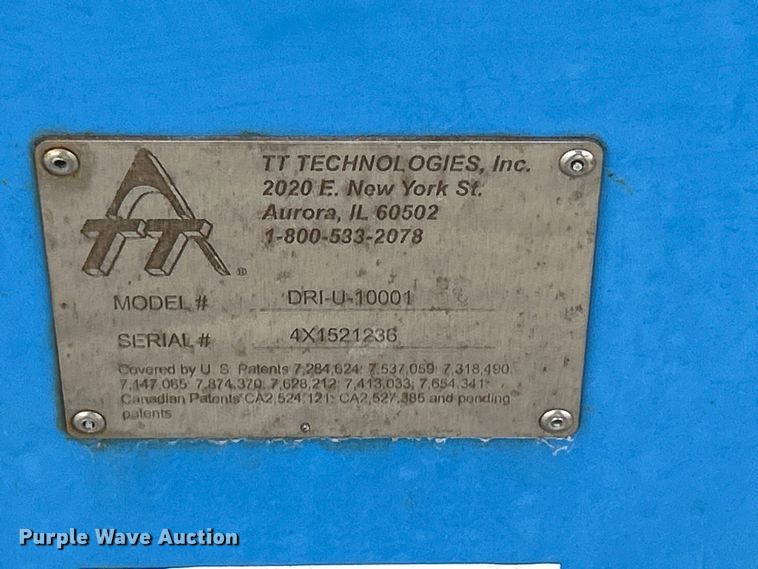 TT
®
TT TECHNOLOGIES, Inc.
2020 E. New York St.
Aurora, IL 60502
1-800-533-2078
MODEL # DRI-U-10001
SERIAL # 4X1521236
Covered by U. S. Patents 7,284,624; 7,537,059; 7,318,490;
7,147,065; 7,874,370; 7,628,212; 7,413,033; 7,654,341
Canadian Patents CA2,524,121; CA2,527,385 and pending
patents
Purple Wave Auction